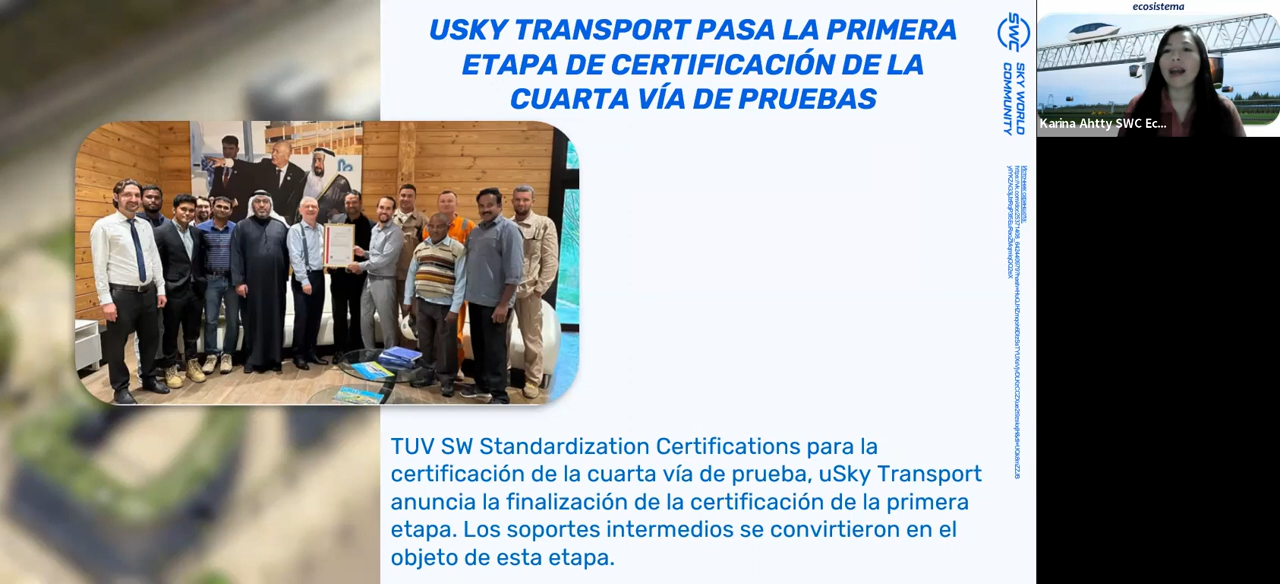 USKY TRANSPORT PASA LA PRIMERA
ETAPA DE CERTIFICACIÓN DE LA
CUARTA VÍA DE PRUEBAS
TUV SW Standardization Certifications para la
certificación de la cuarta vía de prueba, uSky Transport
anuncia la finalización de la certificación de la primera
etapa. Los soportes intermedios se convirtieron en el
objeto de esta etapa.
SWC
SKY WORLD
COMMUNITY
ecosistema
Karina Ahtty SWC Ec...